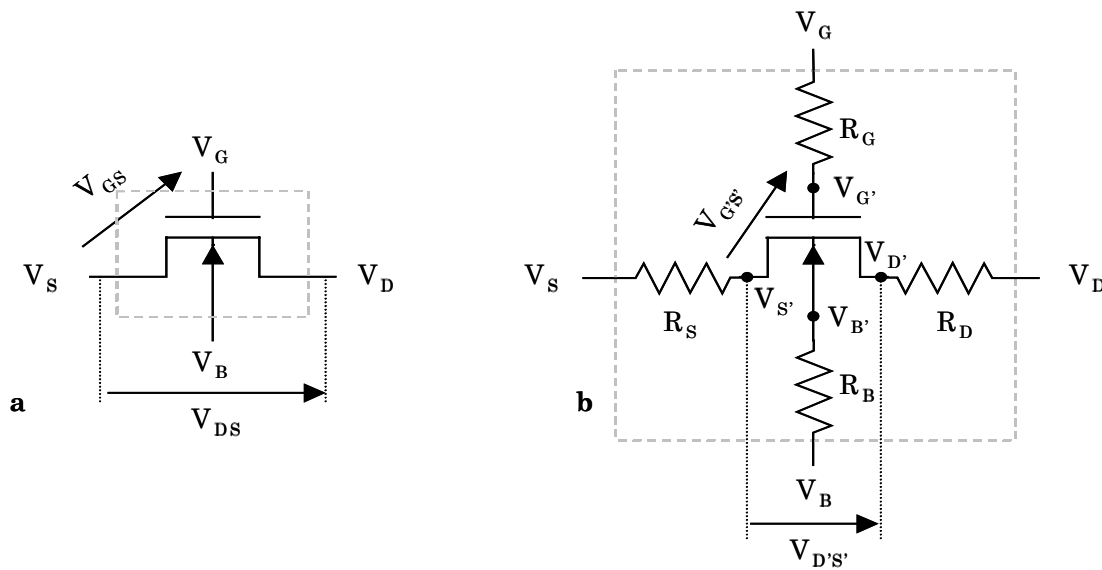 V_G
V_GS
V_S
V_D
V_B
a
V_DS
V_G
R_G
V_G'
V_G'S'
V_D'
V_S
V_D
V_S'
R_S
V_B'
R_D
R_B
b
V_B
V_D'S'